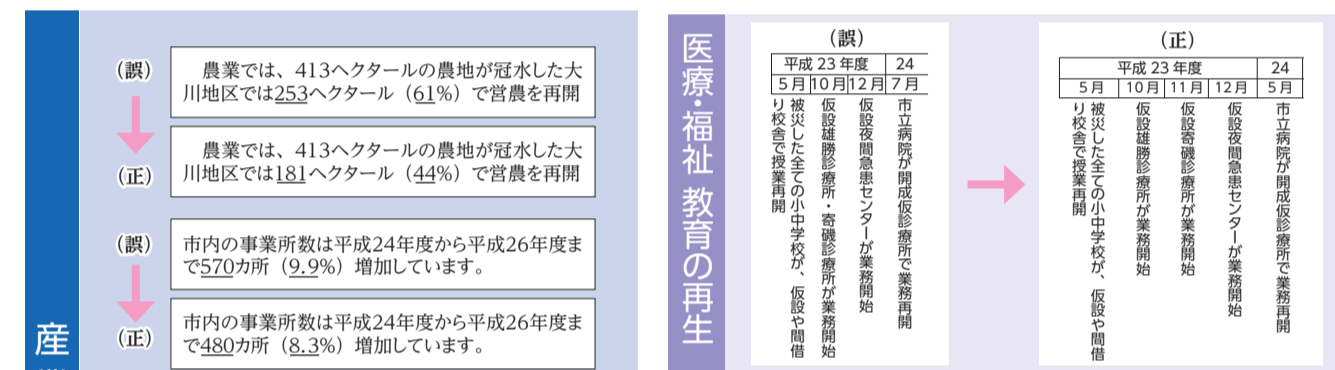 産
(誤)
農業では、413ヘクタールの農地が冠水した大
川地区では253ヘクタール（61%）で営農を再開
(正)
農業では、413ヘクタールの農地が冠水した大
川地区では181ヘクタール（44%）で営農を再開
(誤)
市内の事業所数は平成24年度から平成26年度ま
で570カ所（9.9%）増加しています。
(正)
市内の事業所数は平成24年度から平成26年度ま
で480カ所（8.3%）増加しています。
医療・福祉 教育の再生
(誤)
平成 23 年度 24
5月 10月 12月 7月
被災した全ての小中学校が、仮設や間借
り校舎で授業再開
仮設雄勝診療所・寄磯診療所が業務開始
仮設夜間急患センターが業務開始
市立病院が開成仮診療所で業務再開
(正)
平成 23 年度 24
5月 10月 11月 12月 5月
被災した全ての小中学校が、仮設や間借
り校舎で授業再開
仮設雄勝診療所が業務開始
仮設寄磯診療所が業務開始
仮設夜間急患センターが業務開始
市立病院が開成仮診療所で業務再開